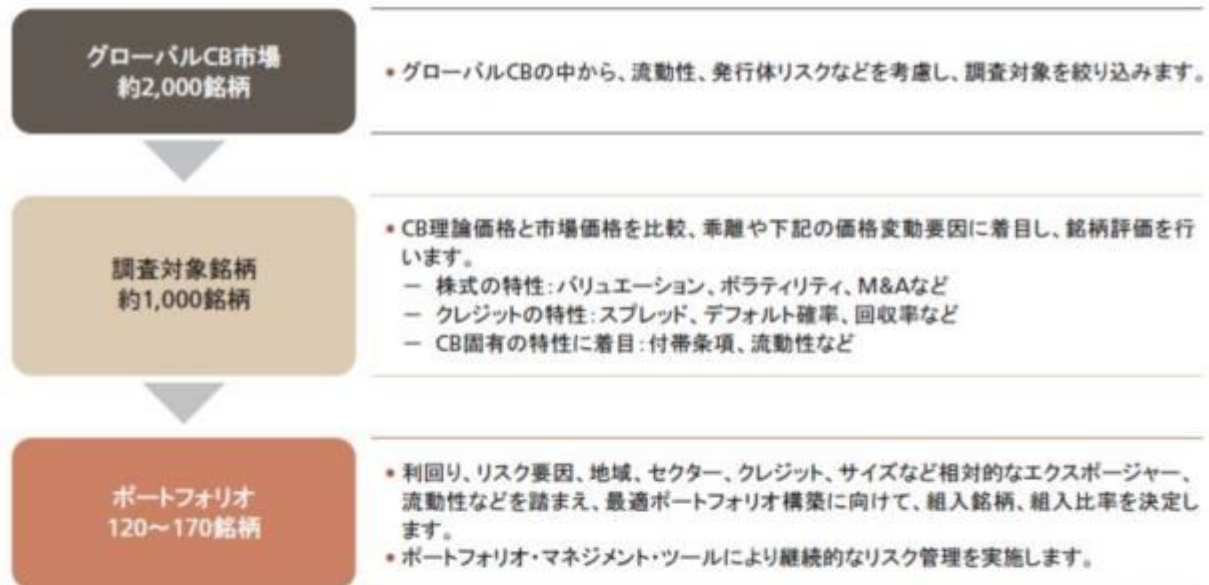 グローバルCB市場
約2,000銘柄
• グローバルCBの中から、流動性、発行体リスクなどを考慮し、調査対象を絞り込みます。
調査対象銘柄
約1,000銘柄
• CB理論価格と市場価格を比較、乖離や下記の価格変動要因に着目し、銘柄評価を行
います。
－ 株式の特性：バリュエーション、ボラティリティ、M&Aなど
－ クレジットの特性：スプレッド、デフォルト確率、回収率など
－ CB固有の特性に着目：付帯条項、流動性など
ポートフォリオ
120～170銘柄
• 利回り、リスク要因、地域、セクター、クレジット、サイズなど相対的なエクスポージャー、
流動性などを踏まえ、最適ポートフォリオ構築に向けて、組入銘柄、組入比率を決定し
ます。
• ポートフォリオ・マネジメント・ツールにより継続的なリスク管理を実施します。